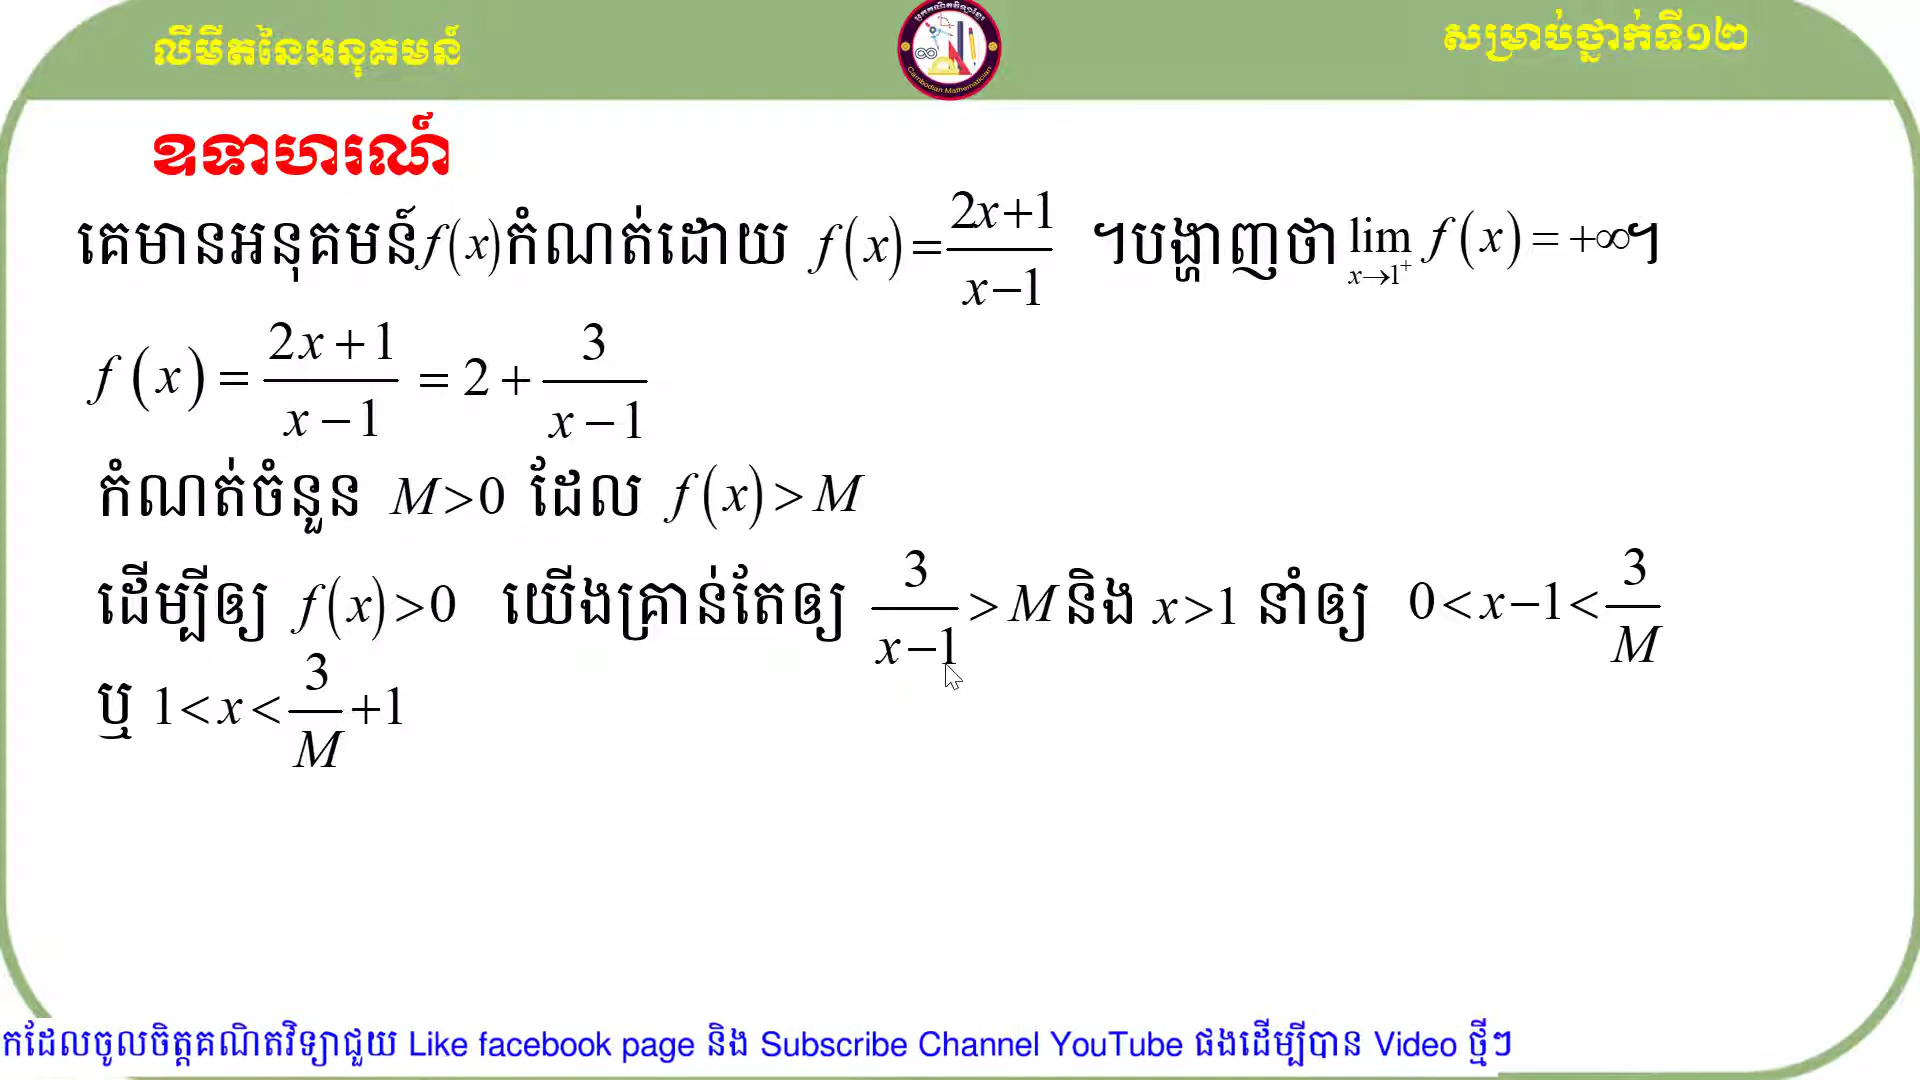 លីមីតនៃអនុគមន៍
សម្រាប់ថ្នាក់ទី១២
Cambodian Mathematician
ឧទាហរណ៍
គេមានអនុគមន៍ f(x) កំណត់ដោយ f(x) = (2x+1)/(x−1) ។បង្ហាញថា lim x→1⁺ f(x) = +∞។
f(x) = (2x+1)/(x−1) = 2 + 3/(x−1)
កំណត់ចំនួន M>0 ដែល f(x) > M
ដើម្បីឲ្យ f(x)>0 យើងគ្រាន់តែឲ្យ 3/(x−1) > M និង x>1 នាំឲ្យ 0<x−1<3/M
ឬ 1<x<3/M+1
កដែលចូលចិត្តគណិតវិទ្យាជួយ Like facebook page និង Subscribe Channel YouTube ផងដើម្បីបាន Video ថ្មីៗ